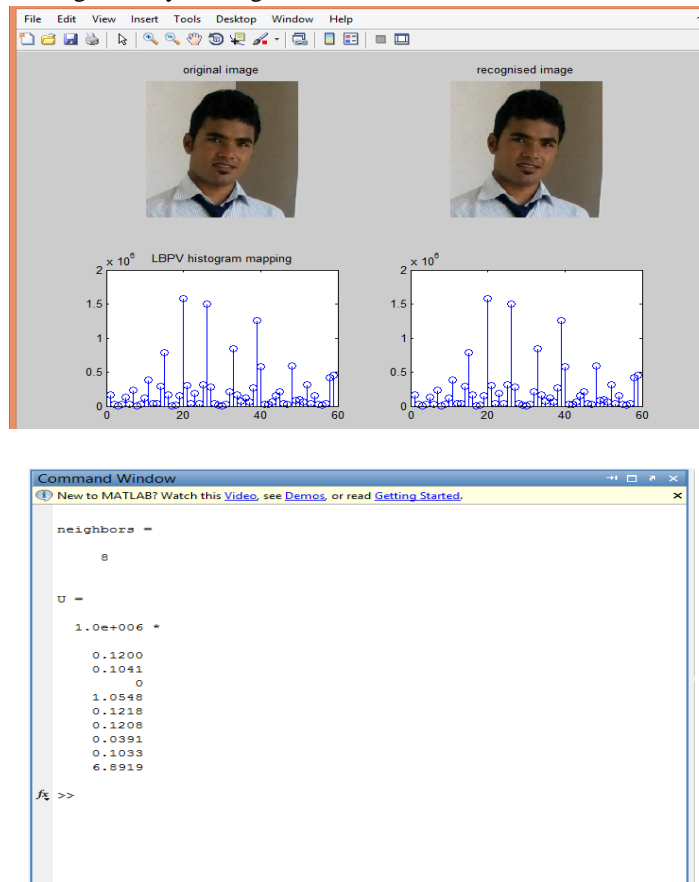 File Edit View Insert Tools Desktop Window Help
original image
recognised image
x 10^6 LBPV histogram mapping
2
1.5
1
0.5
0
0 20 40 60
x 10^6
2
1.5
1
0.5
0
0 20 40 60
Command Window
New to MATLAB? Watch this Video, see Demos, or read Getting Started.
neighbors =
8
U =
1.0e+006 *
0.1200
0.1041
0
1.0548
0.1218
0.1208
0.0391
0.1033
6.8919
fx >>